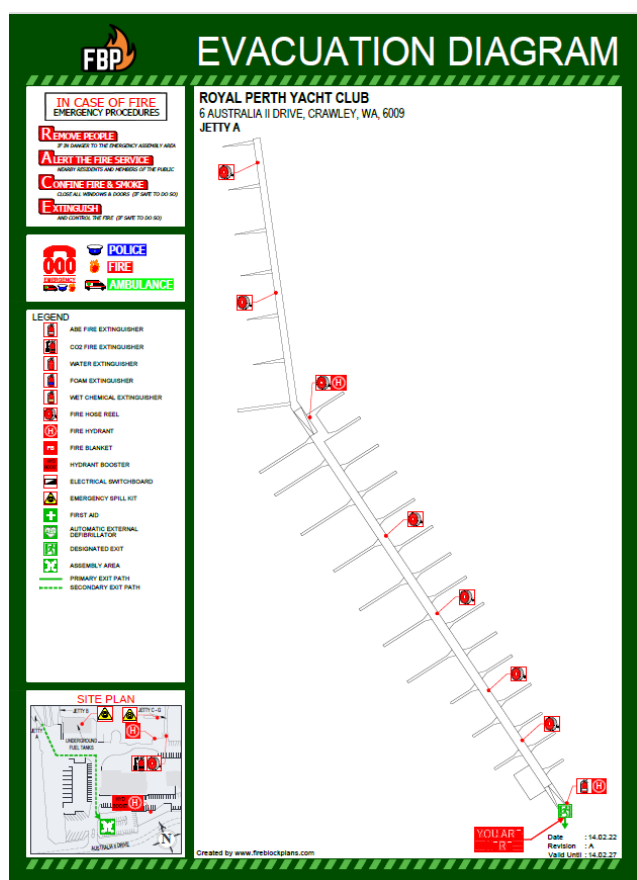 FBP
EVACUATION DIAGRAM
IN CASE OF FIRE
EMERGENCY PROCEDURES
REMOVE PEOPLE
IF IN DANGER TO THE EMERGENCY ASSEMBLY AREA
ALERT THE FIRE SERVICE
NEARBY RESIDENTS AND MEMBERS OF THE PUBLIC
CONFINE FIRE & SMOKE
CLOSE ALL WINDOWS & DOORS (IF SAFE TO DO SO)
EXTINGUISH
AND CONTROL THE FIRE (IF SAFE TO DO SO)
000
EMERGENCY
POLICE
FIRE
AMBULANCE
LEGEND
ABE FIRE EXTINGUISHER
CO2 FIRE EXTINGUISHER
WATER EXTINGUISHER
FOAM EXTINGUISHER
WET CHEMICAL EXTINGUISHER
FIRE HOSE REEL
H FIRE HYDRANT
FB FIRE BLANKET
HYDRANT BOOSTER
ELECTRICAL SWITCHBOARD
EMERGENCY SPILL KIT
FIRST AID
AUTOMATIC EXTERNAL
DEFIBRILLATOR
DESIGNATED EXIT
ASSEMBLY AREA
PRIMARY EXIT PATH
SECONDARY EXIT PATH
SITE PLAN
JETTY B
JETTY C - G
JETTY
A
H
UNDERGROUND
FUEL TANKS
H
AUSTRALIA II DRIVE
N
ROYAL PERTH YACHT CLUB
6 AUSTRALIA II DRIVE, CRAWLEY, WA, 6009
JETTY A
H
H
YOU ARE
Date : 14.02.22
Revision : A
Valid Until : 14.02.27
Created by www.fireblockplans.com